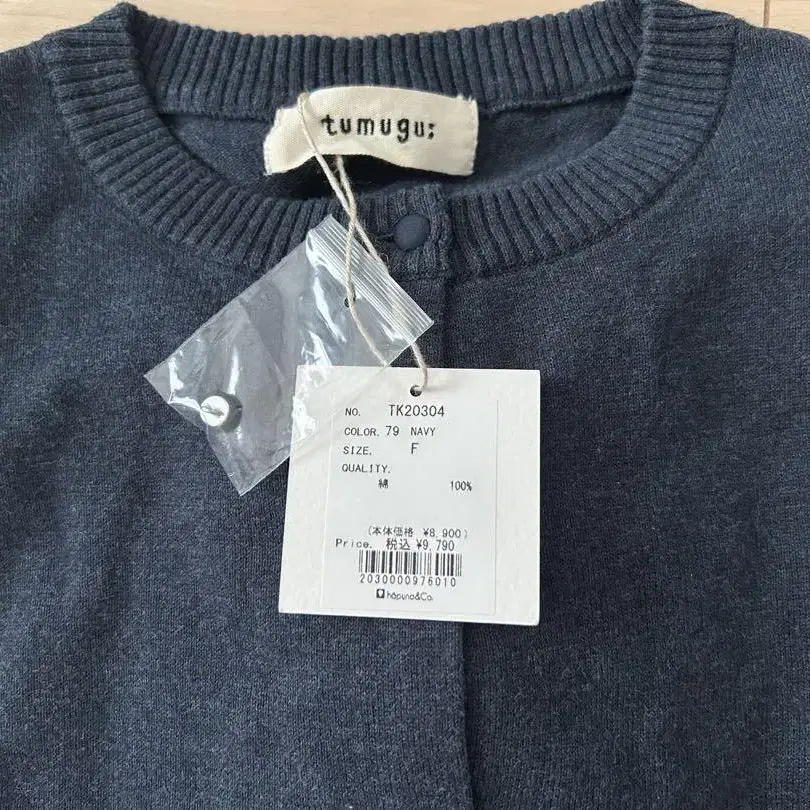 tumugu:
NO. TK20304
COLOR. 79 NAVY
SIZE. F
QUALITY.
綿 100%
(本体価格 ¥8,900)
Price. 税込 ¥9,790
2030000976010
hapuno&Co.